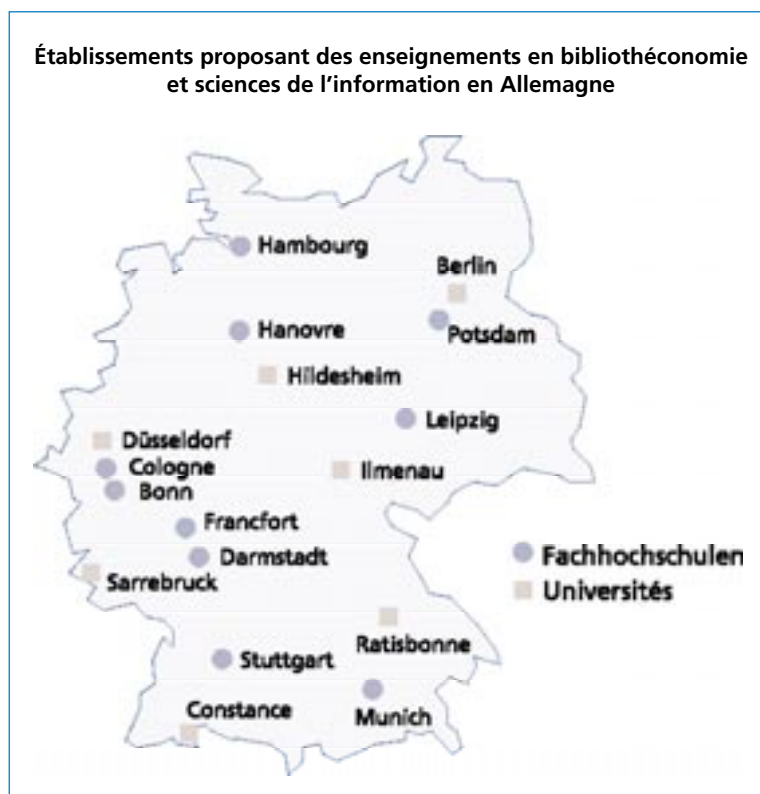 Établissements proposant des enseignements en bibliothéconomie
et sciences de l'information en Allemagne
Hambourg
Berlin
Hanovre
Potsdam
Hildesheim
Leipzig
Düsseldorf
Cologne
Ilmenau
Bonn
Francfort
Darmstadt
Fachhochschulen
Sarrebruck
Universités
Ratisbonne
Stuttgart
Constance
Munich